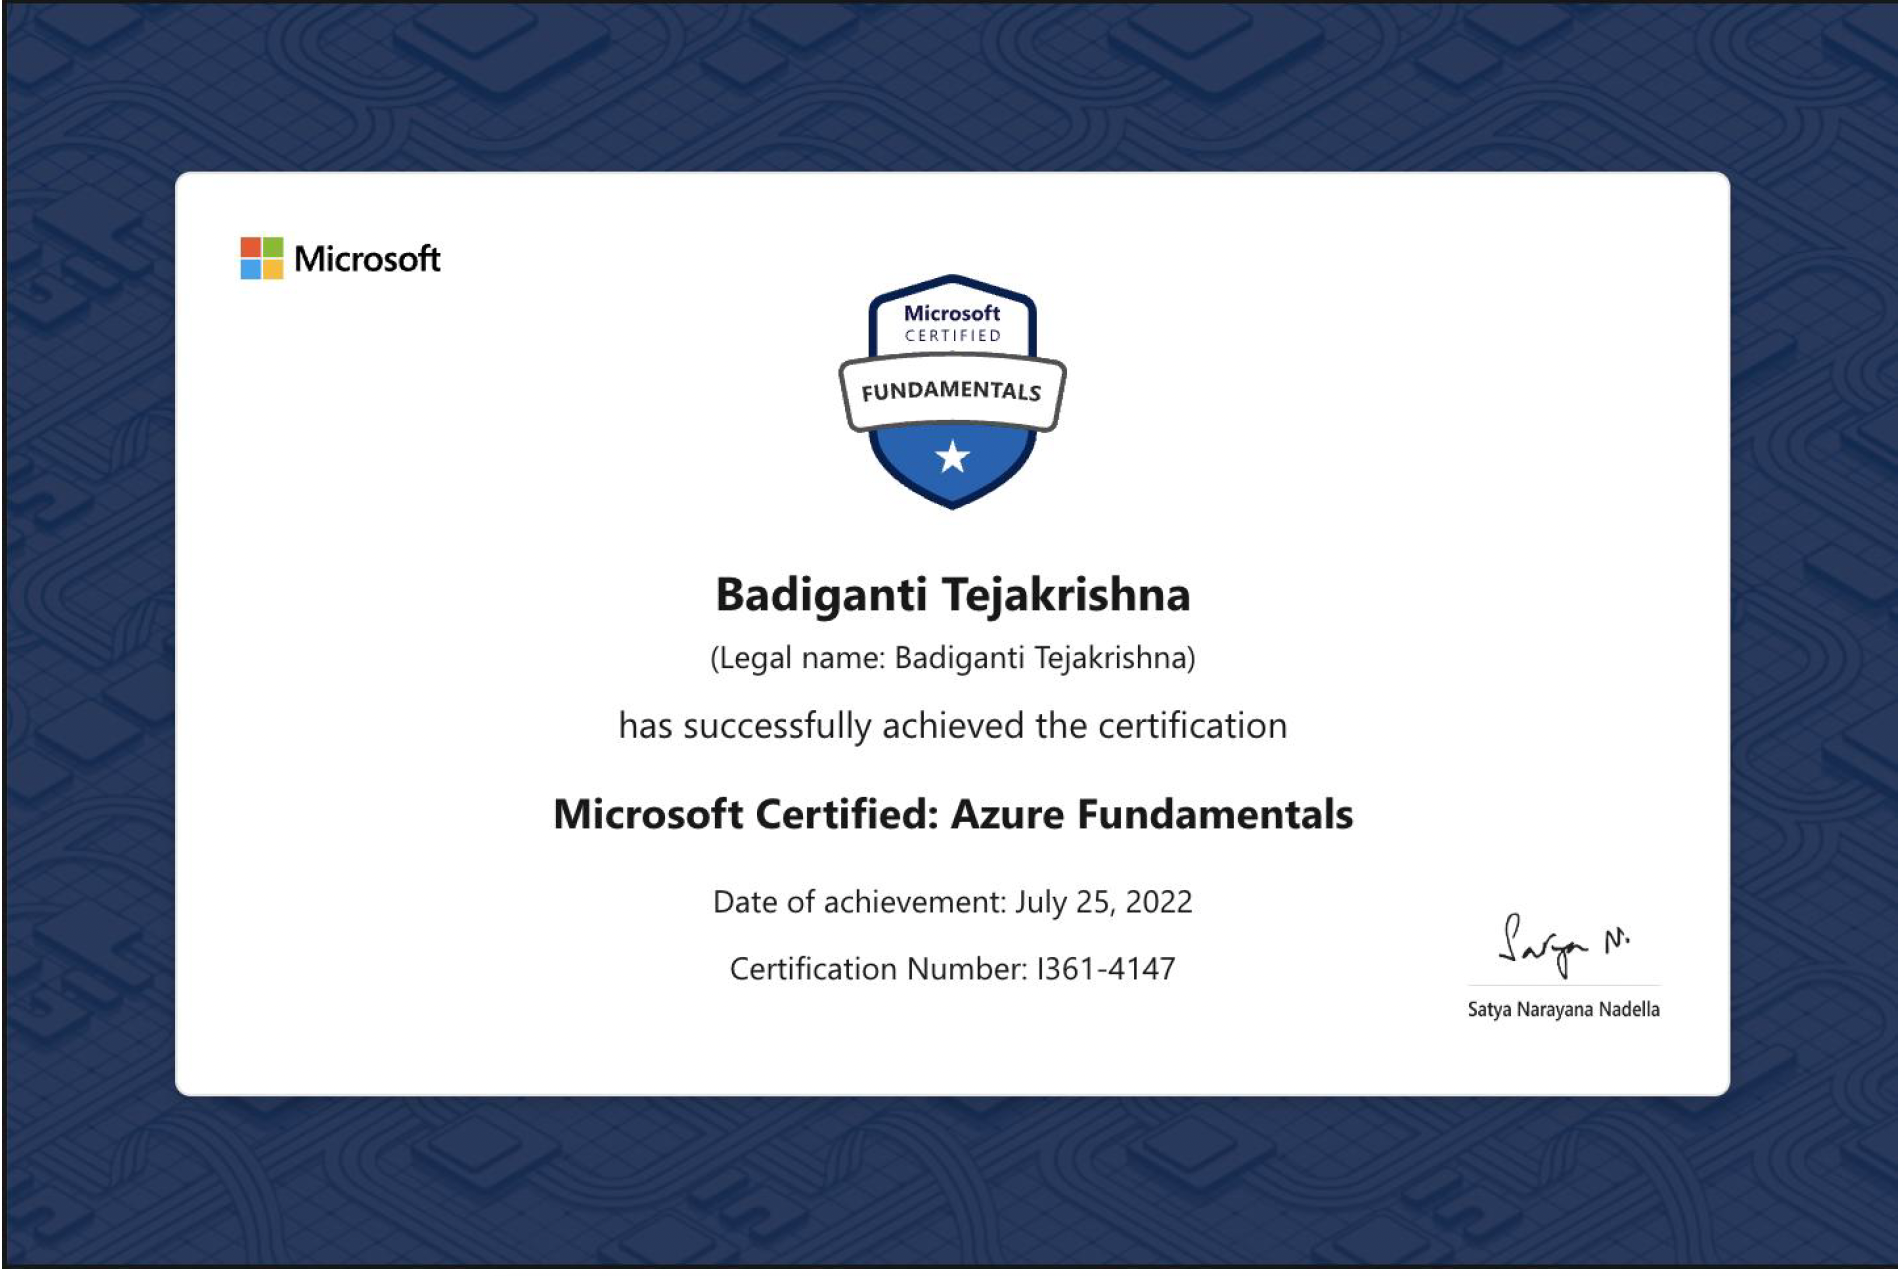 Microsoft
Microsoft
CERTIFIED
FUNDAMENTALS
Badiganti Tejakrishna
(Legal name: Badiganti Tejakrishna)
has successfully achieved the certification
Microsoft Certified: Azure Fundamentals
Date of achievement: July 25, 2022
Certification Number: I361-4147
Satya N.
Satya Narayana Nadella